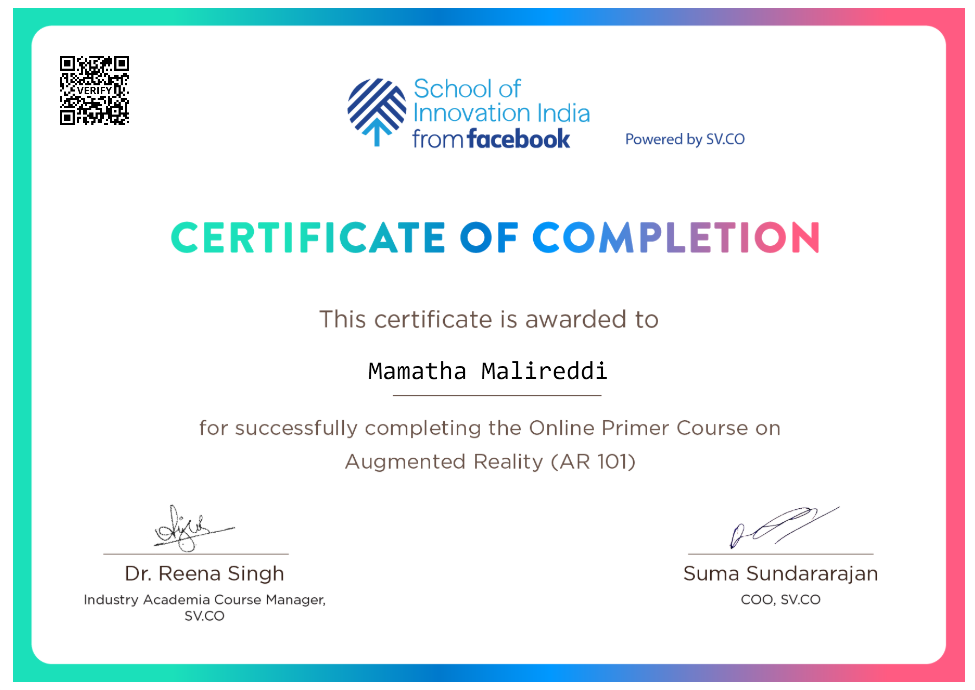 VERIFY
School of
Innovation India
from facebook
Powered by SV.CO
CERTIFICATE OF COMPLETION
This certificate is awarded to
Mamatha Malireddi
for successfully completing the Online Primer Course on
Augmented Reality (AR 101)
Dr. Reena Singh
Industry Academia Course Manager,
SV.CO
Suma Sundararajan
COO, SV.CO